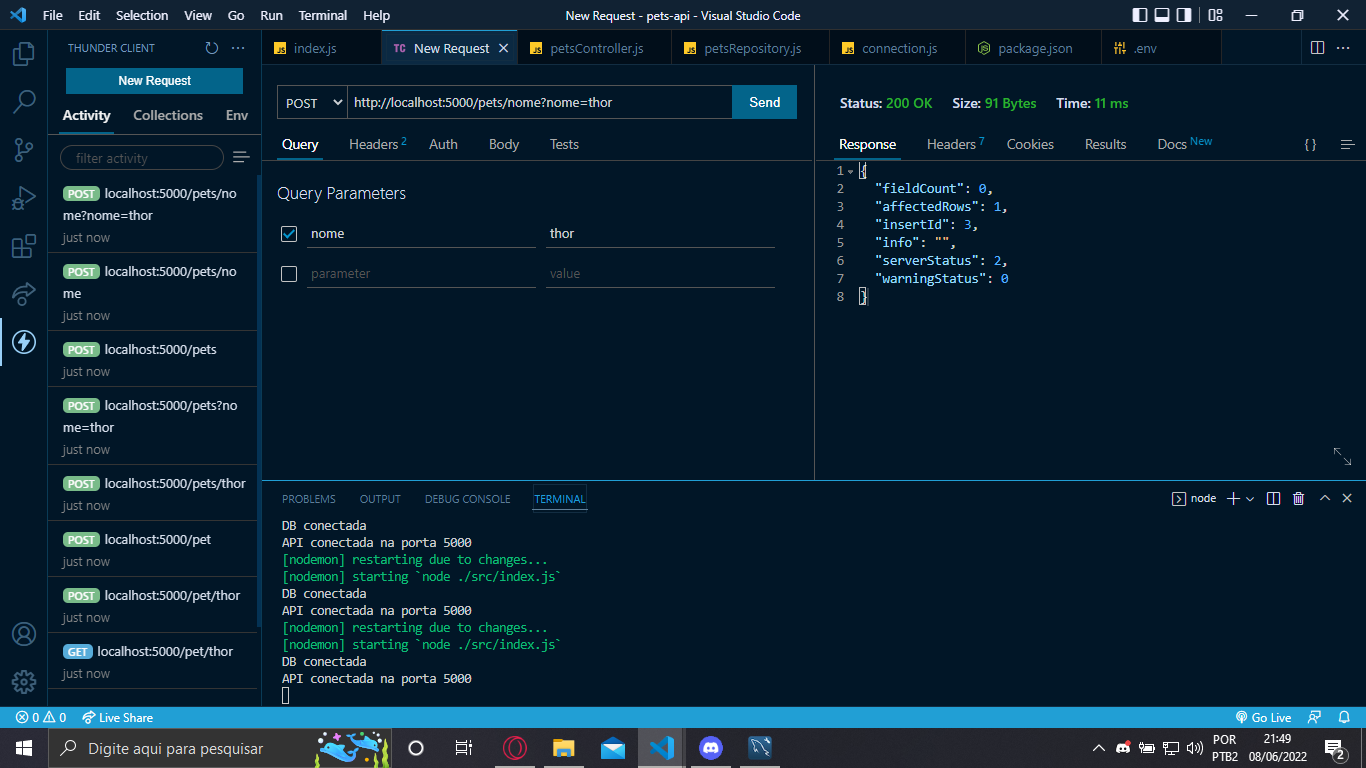 File Edit Selection View Go Run Terminal Help New Request - pets-api - Visual Studio Code
THUNDER CLIENT
New Request
Activity Collections Env
filter activity
POST localhost:5000/pets/no
me?nome=thor
just now
POST localhost:5000/pets/no
me
just now
POST localhost:5000/pets
just now
POST localhost:5000/pets?no
me=thor
just now
POST localhost:5000/pets/thor
just now
POST localhost:5000/pet
just now
POST localhost:5000/pet/thor
just now
GET localhost:5000/pet/thor
just now
JS index.js TC New Request JS petsController.js JS petsRepository.js JS connection.js package.json .env
POST http://localhost:5000/pets/nome?nome=thor Send
Query Headers 2 Auth Body Tests
Query Parameters
nome thor
parameter value
Status: 200 OK Size: 91 Bytes Time: 11 ms
Response Headers 7 Cookies Results Docs New { }
1 {
2 "fieldCount": 0,
3 "affectedRows": 1,
4 "insertId": 3,
5 "info": "",
6 "serverStatus": 2,
7 "warningStatus": 0
8 }
PROBLEMS OUTPUT DEBUG CONSOLE TERMINAL node
DB conectada
API conectada na porta 5000
[nodemon] restarting due to changes...
[nodemon] starting `node ./src/index.js`
DB conectada
API conectada na porta 5000
[nodemon] restarting due to changes...
[nodemon] starting `node ./src/index.js`
DB conectada
API conectada na porta 5000
0 0 Live Share Go Live
Digite aqui para pesquisar
POR
PTB2
21:49
08/06/2022
2